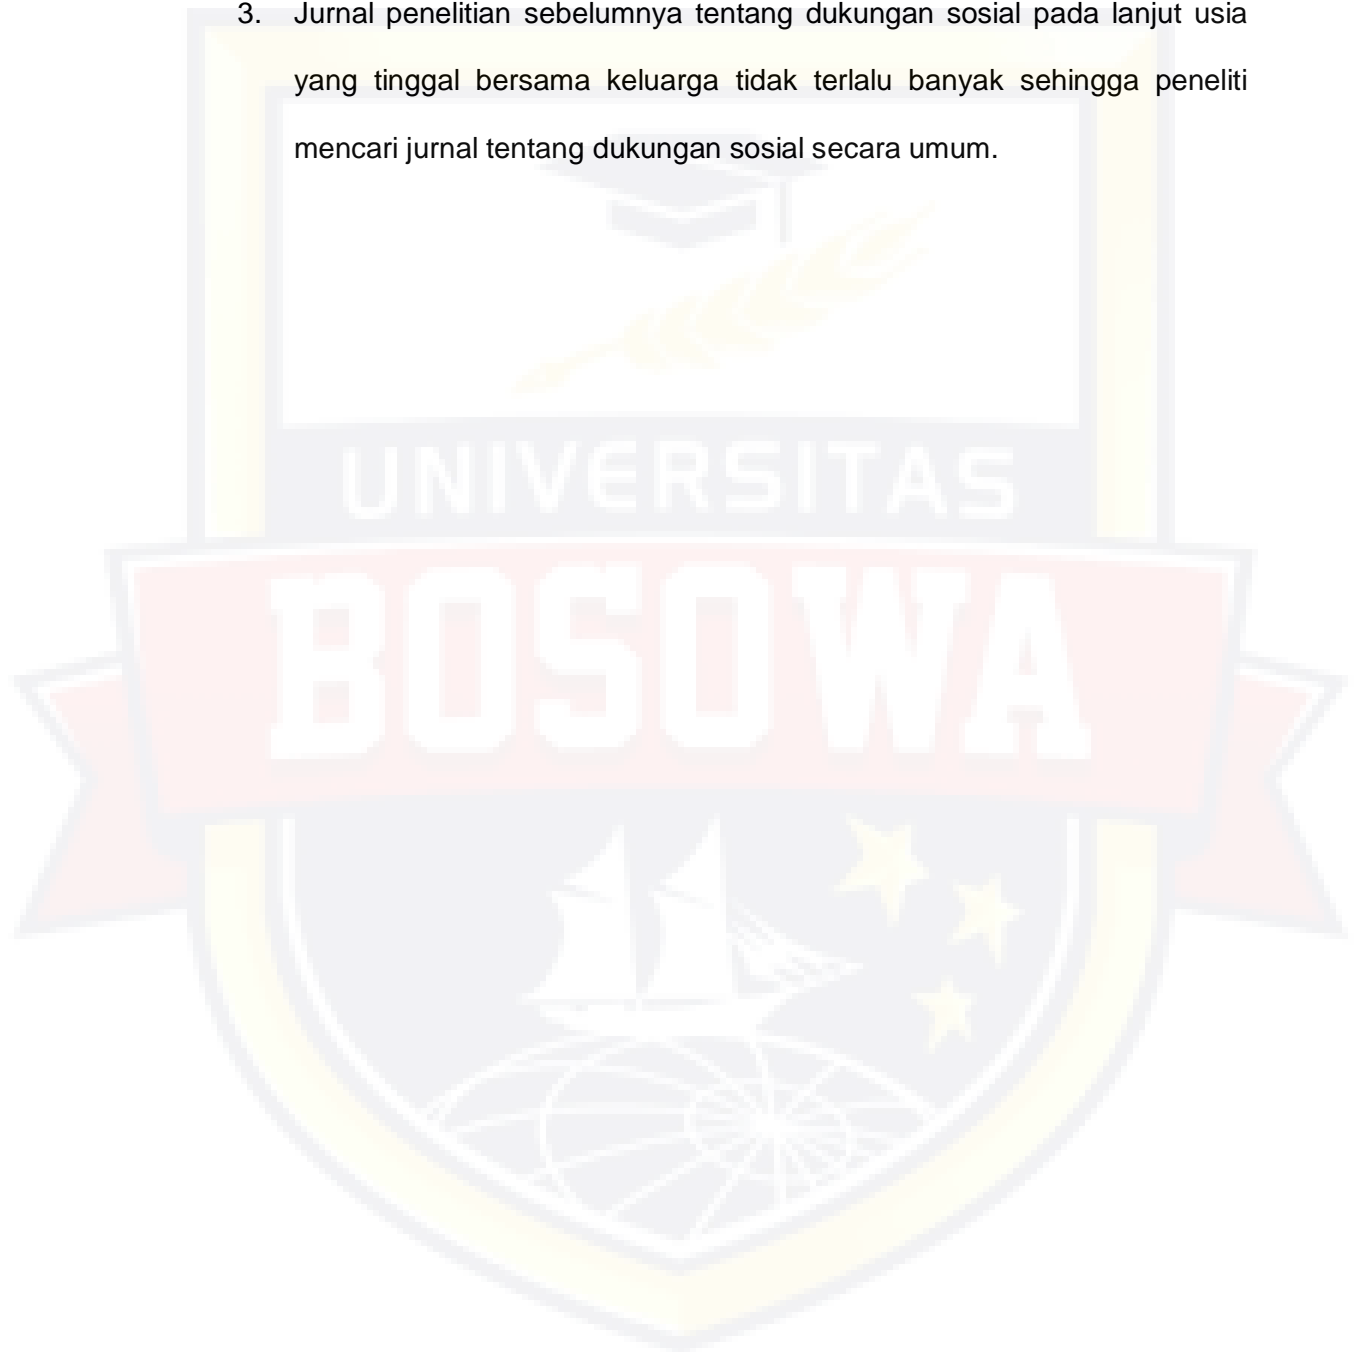 3. Jurnal penelitian sebelumnya tentang dukungan sosial pada lanjut usia
yang tinggal bersama keluarga tidak terlalu banyak sehingga peneliti
mencari jurnal tentang dukungan sosial secara umum.
UNIVERSITAS
BOSOWA